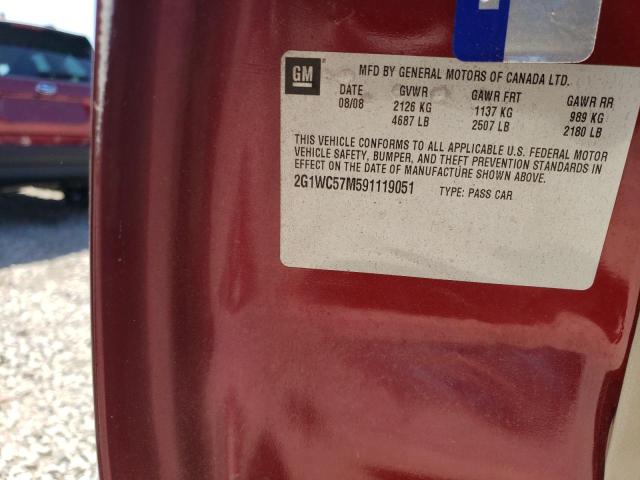 GM MFD BY GENERAL MOTORS OF CANADA LTD.
DATE GVWR GAWR FRT GAWR RR
08/08 2126 KG 1137 KG 989 KG
4687 LB 2507 LB 2180 LB
THIS VEHICLE CONFORMS TO ALL APPLICABLE U.S. FEDERAL MOTOR
VEHICLE SAFETY, BUMPER, AND THEFT PREVENTION STANDARDS IN
EFFECT ON THE DATE OF MANUFACTURE SHOWN ABOVE.
2G1WC57M591119051 TYPE: PASS CAR